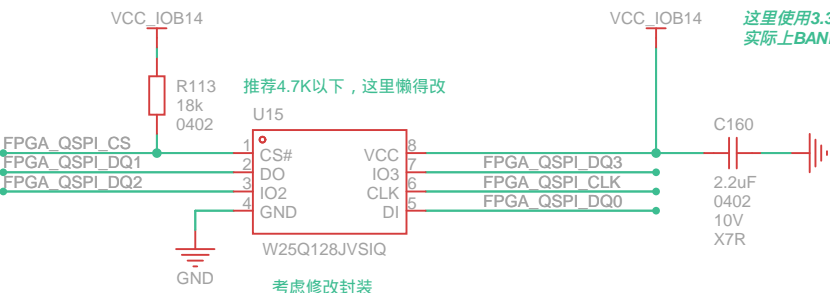 VCC_IOB14
VCC_IOB14
这里使用3.3
实际上BAN
R113
18k
0402
推荐4.7K以下，这里懒得改
U15
C160
FPGA_QSPI_CS
1
CS#
VCC
8
FPGA_QSPI_DQ1
2
DO
IO3
7
FPGA_QSPI_DQ3
FPGA_QSPI_DQ2
3
IO2
CLK
6
FPGA_QSPI_CLK
4
GND
DI
5
FPGA_QSPI_DQ0
2.2uF
0402
10V
X7R
W25Q128JVSIQ
GND
考虑修改封装